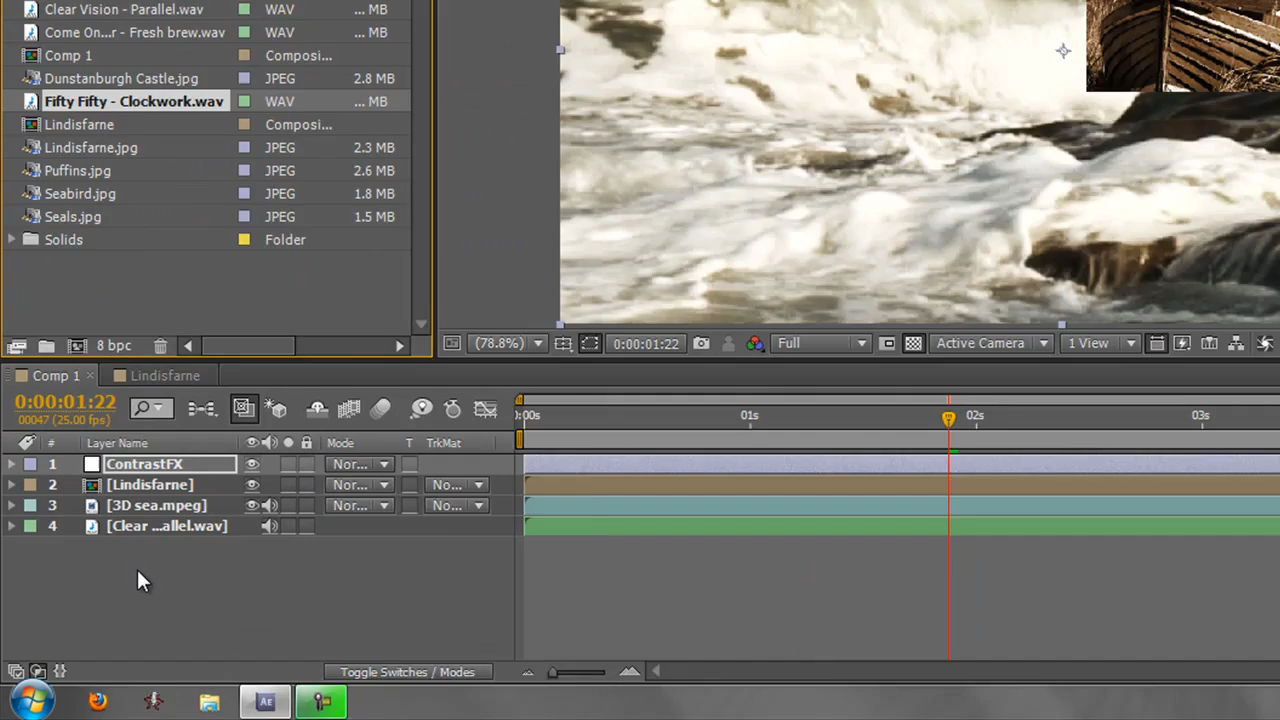 Clear Vision - Parallel.wav WAV ... MB
Come On...r - Fresh brew.wav WAV ... MB
Comp 1 Composi...
Dunstanburgh Castle.jpg JPEG 2.8 MB
Fifty Fifty - Clockwork.wav WAV ... MB
Lindisfarne Composi...
Lindisfarne.jpg JPEG 2.3 MB
Puffins.jpg JPEG 2.6 MB
Seabird.jpg JPEG 1.8 MB
Seals.jpg JPEG 1.5 MB
Solids Folder
8 bpc (78.8%) 0:00:01:22 Full Active Camera 1 View
Comp 1 × Lindisfarne
0:00:01:22
00047 (25.00 fps)
):00s 01s 02s 03s
# Layer Name Mode T TrkMat
1 ContrastFX Nor...
2 [Lindisfarne] Nor... No...
3 [3D sea.mpeg] Nor... No...
4 [Clear ...allel.wav]
Toggle Switches / Modes
AE